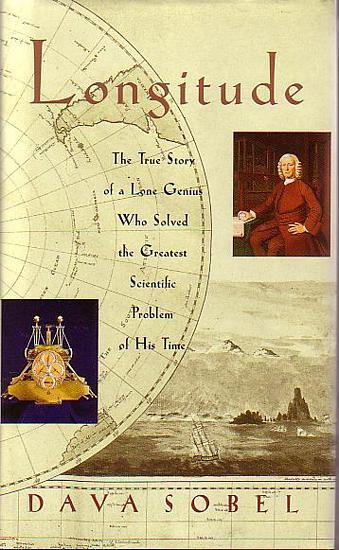 Longitude
The True Story
of a Lone Genius
Who Solved
the Greatest
Scientific
Problem
of His Time
DAVA SOBEL